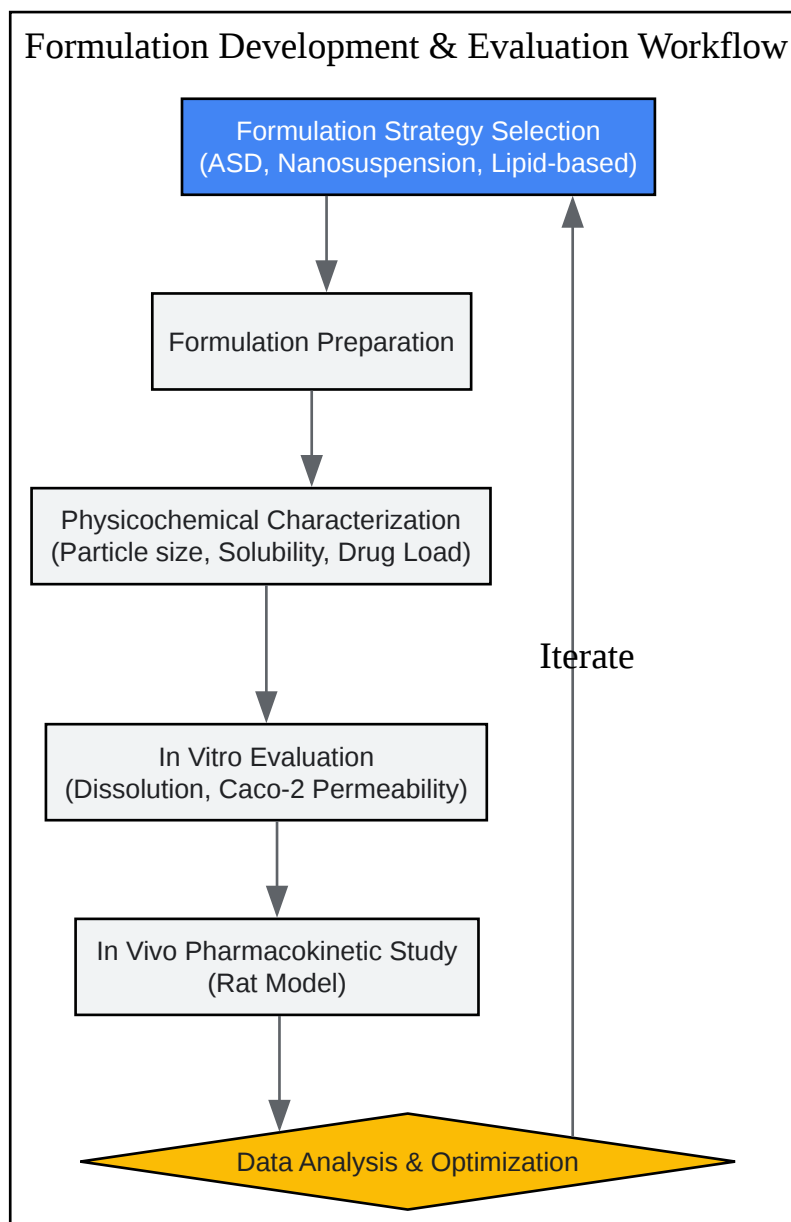 Formulation Development & Evaluation Workflow
Formulation Strategy Selection
(ASD, Nanosuspension, Lipid-based)
Formulation Preparation
Physicochemical Characterization
(Particle size, Solubility, Drug Load)
Iterate
In Vitro Evaluation
(Dissolution, Caco-2 Permeability)
In Vivo Pharmacokinetic Study
(Rat Model)
Data Analysis & Optimization